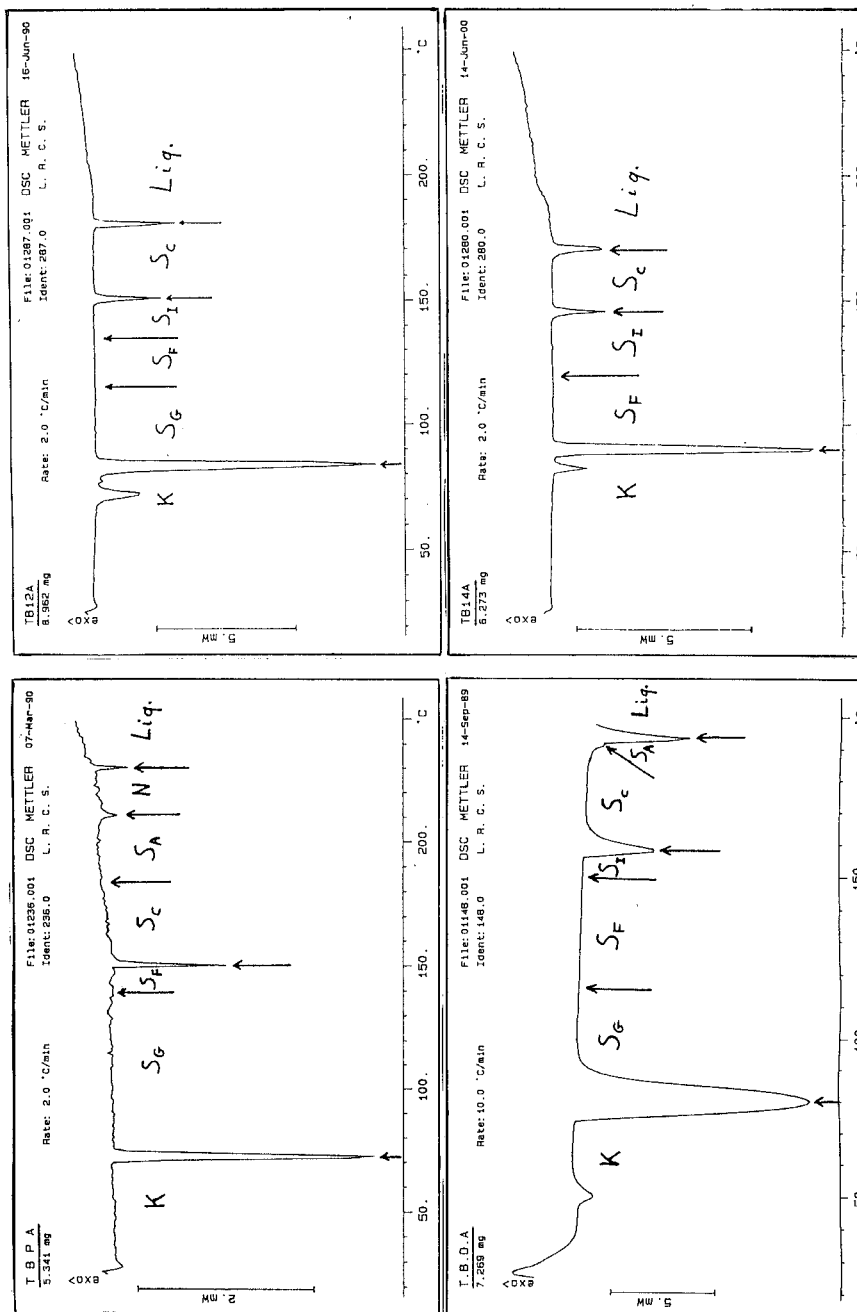 T.B.P.A
5.341 mg
Rate: 2.0 °C/min
File: 01236.001 DSC METTLER 07-Mar-90
Ident: 236.0 L. R. C. S.
exo>
2. mW
K
S_G
S_F
S_C
S_A
N
Liq.
50. 100. 150. 200. °C
TB12A
8.962 mg
Rate: 2.0 °C/min
File: 01287.001 DSC METTLER 16-Jun-90
Ident: 287.0 L. R. C. S.
exo>
5. mW
K
S_G
S_F
S_I
S_C
Liq.
50. 100. 150. 200. °C
T.B.D.A
7.269 mg
Rate: 10.0 °C/min
File: 01148.001 DSC METTLER 14-Sep-89
Ident: 148.0 L. R. C. S.
exo>
5. mW
K
S_G
S_F
S_I
S_C
S_A
Liq.
50 100 150
TB14A
6.273 mg
Rate: 2.0 °C/min
File: 01280.001 DSC METTLER 14-Jun-00
Ident: 280.0 L. R. C. S.
exo>
5. mW
K
S_F
S_I
S_C
Liq.